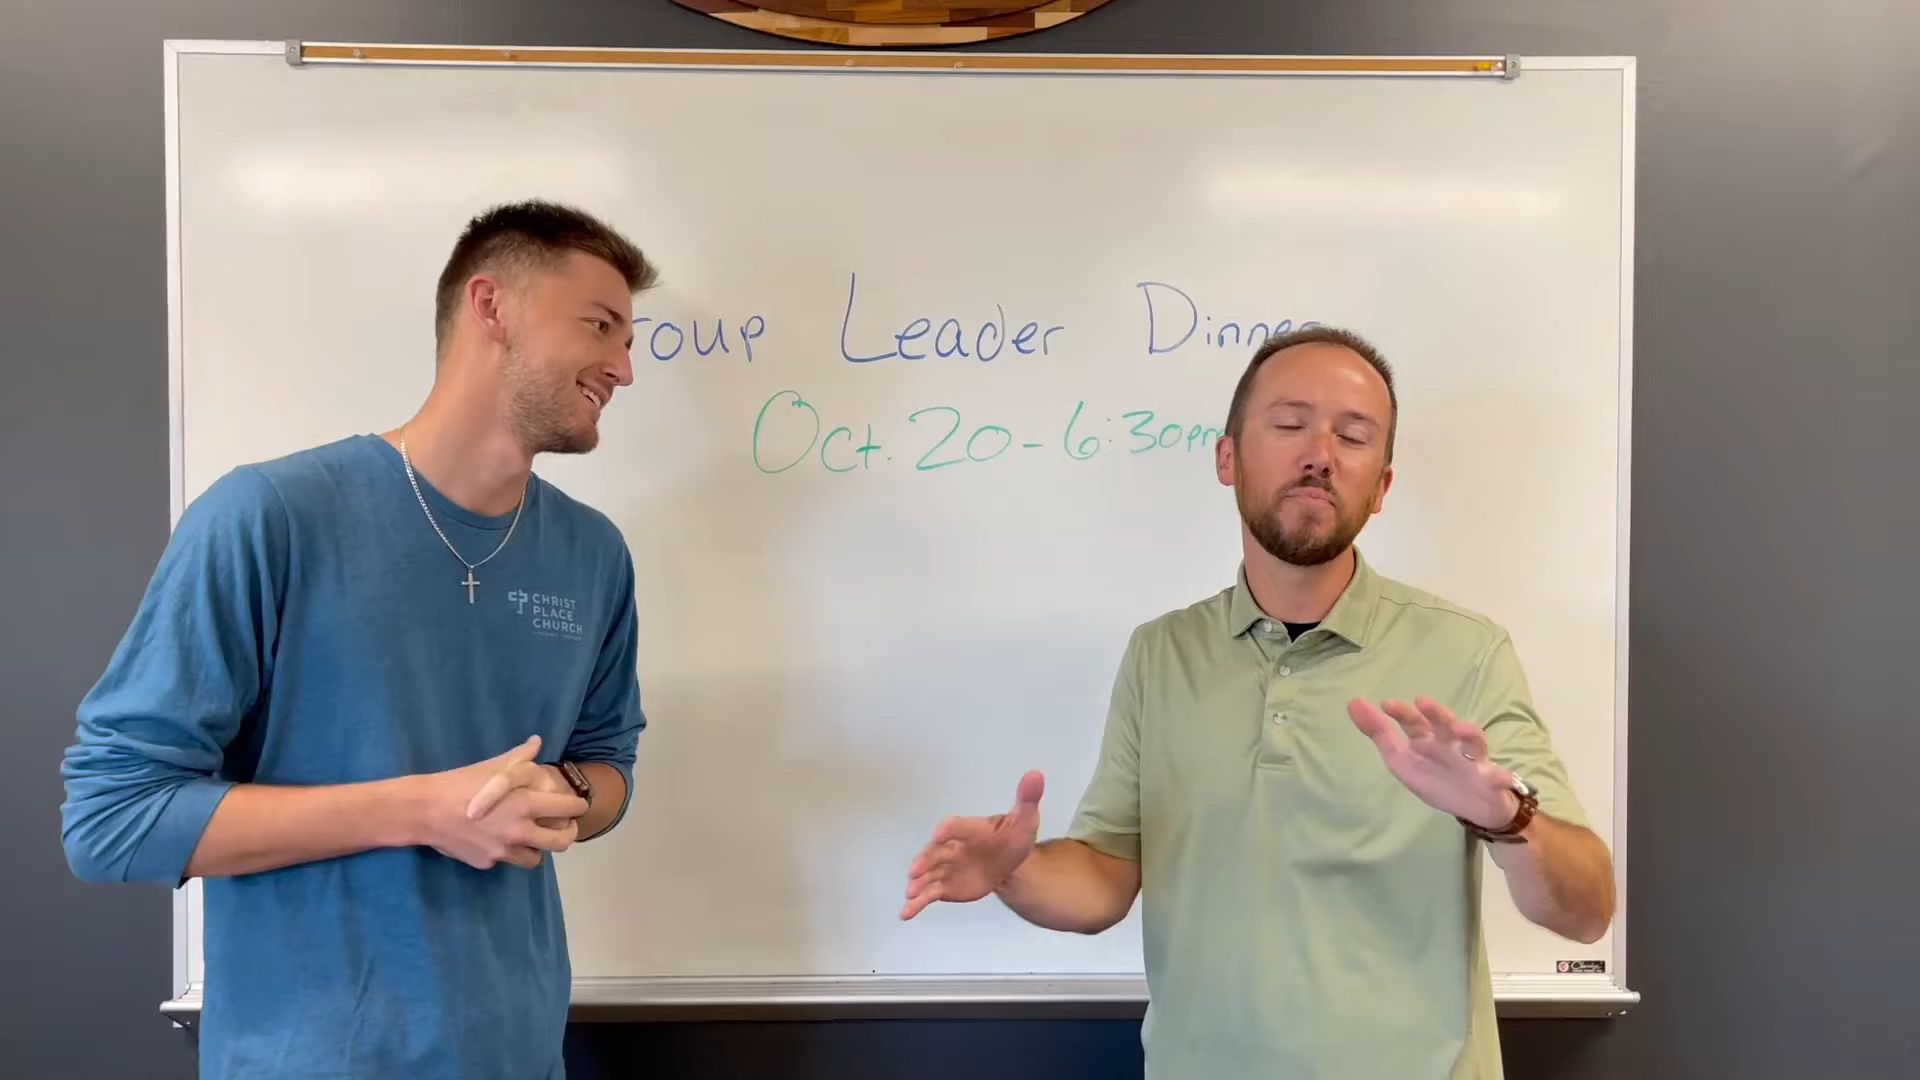 roup Leader Dinne
Oct. 20 - 6:30pm
CHRIST
PLACE
CHURCH